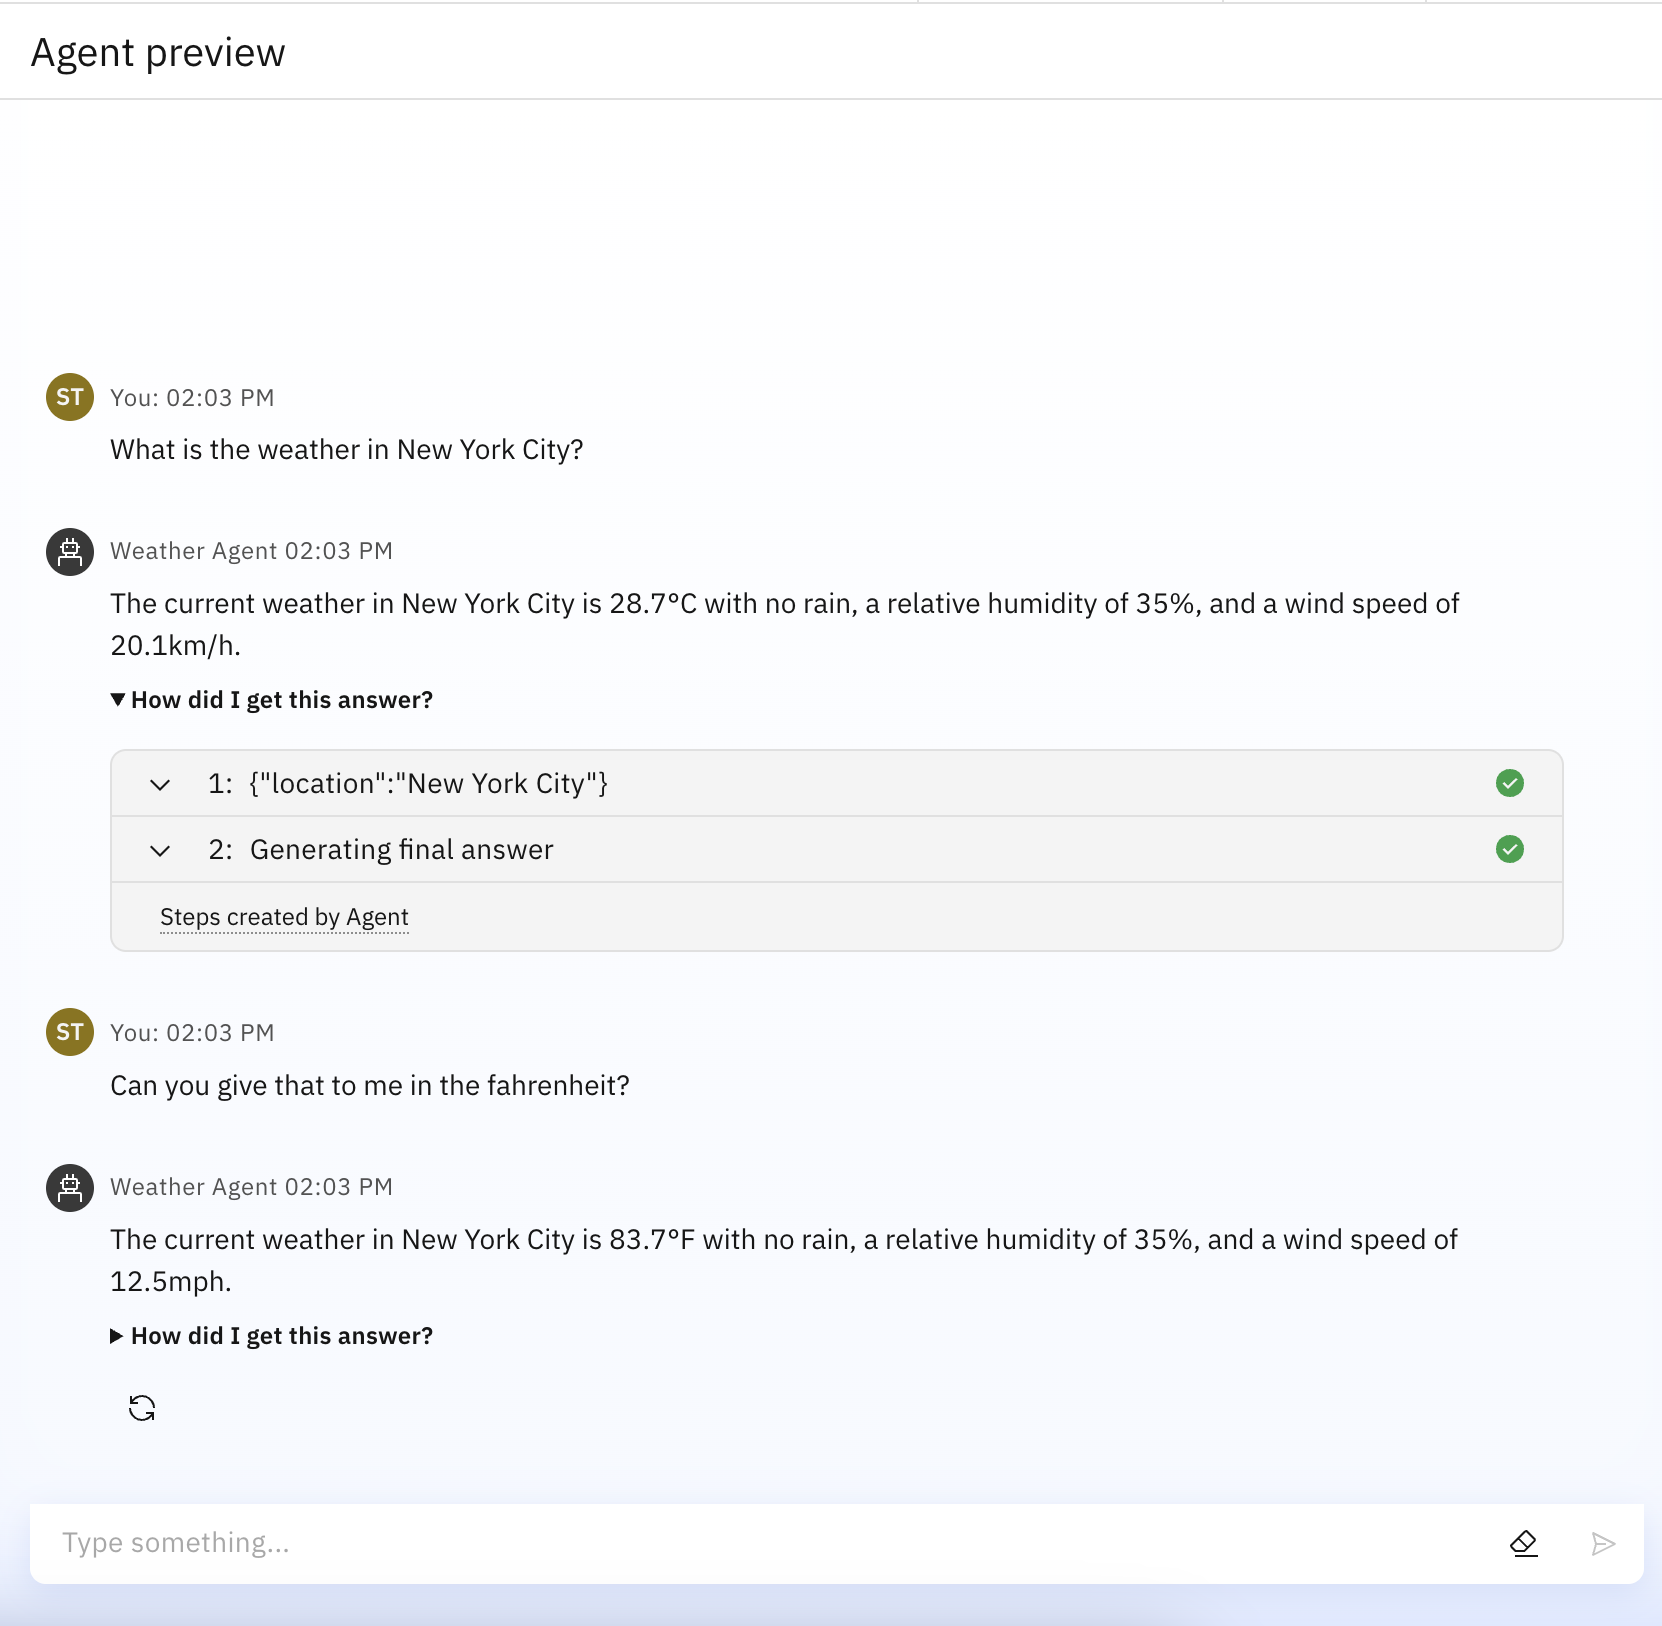 Agent preview
ST
You: 02:03 PM
What is the weather in New York City?
Weather Agent 02:03 PM
The current weather in New York City is 28.7°C with no rain, a relative humidity of 35%, and a wind speed of
20.1km/h.
How did I get this answer?
1: {"location":"New York City"}
2: Generating final answer
Steps created by Agent
ST
You: 02:03 PM
Can you give that to me in the fahrenheit?
Weather Agent 02:03 PM
The current weather in New York City is 83.7°F with no rain, a relative humidity of 35%, and a wind speed of
12.5mph.
How did I get this answer?
Type something...